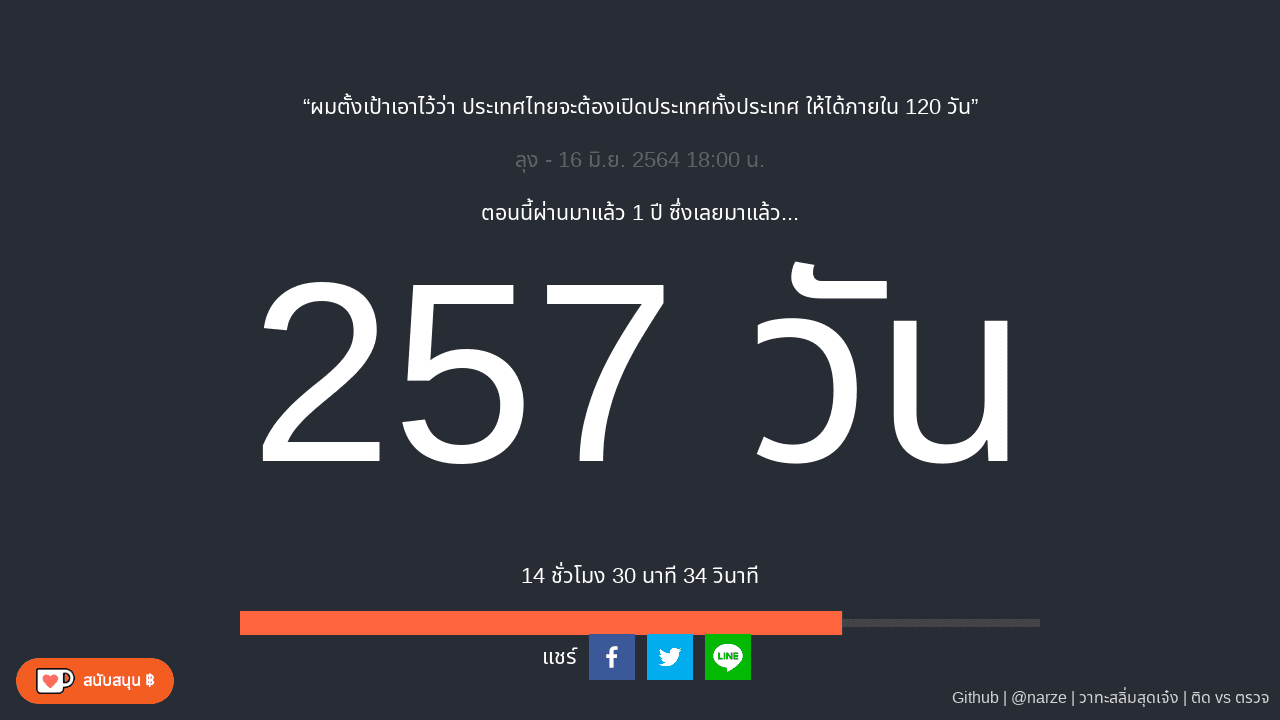 “ผมตั้งเป้าเอาไว้ว่า ประเทศไทยจะต้องเปิดประเทศทั้งประเทศ ให้ได้ภายใน 120 วัน”
ลุง - 16 มิ.ย. 2564 18:00 น.
ตอนนี้ผ่านมาแล้ว 1 ปี ซึ่งเลยมาแล้ว...
257 วัน
14 ชั่วโมง 30 นาที 34 วินาที
แชร์
LINE
สนับสนุน ฿
Github | @narze | วาทะสลิ่มสุดเจ๋ง | ติด vs ตรวจ